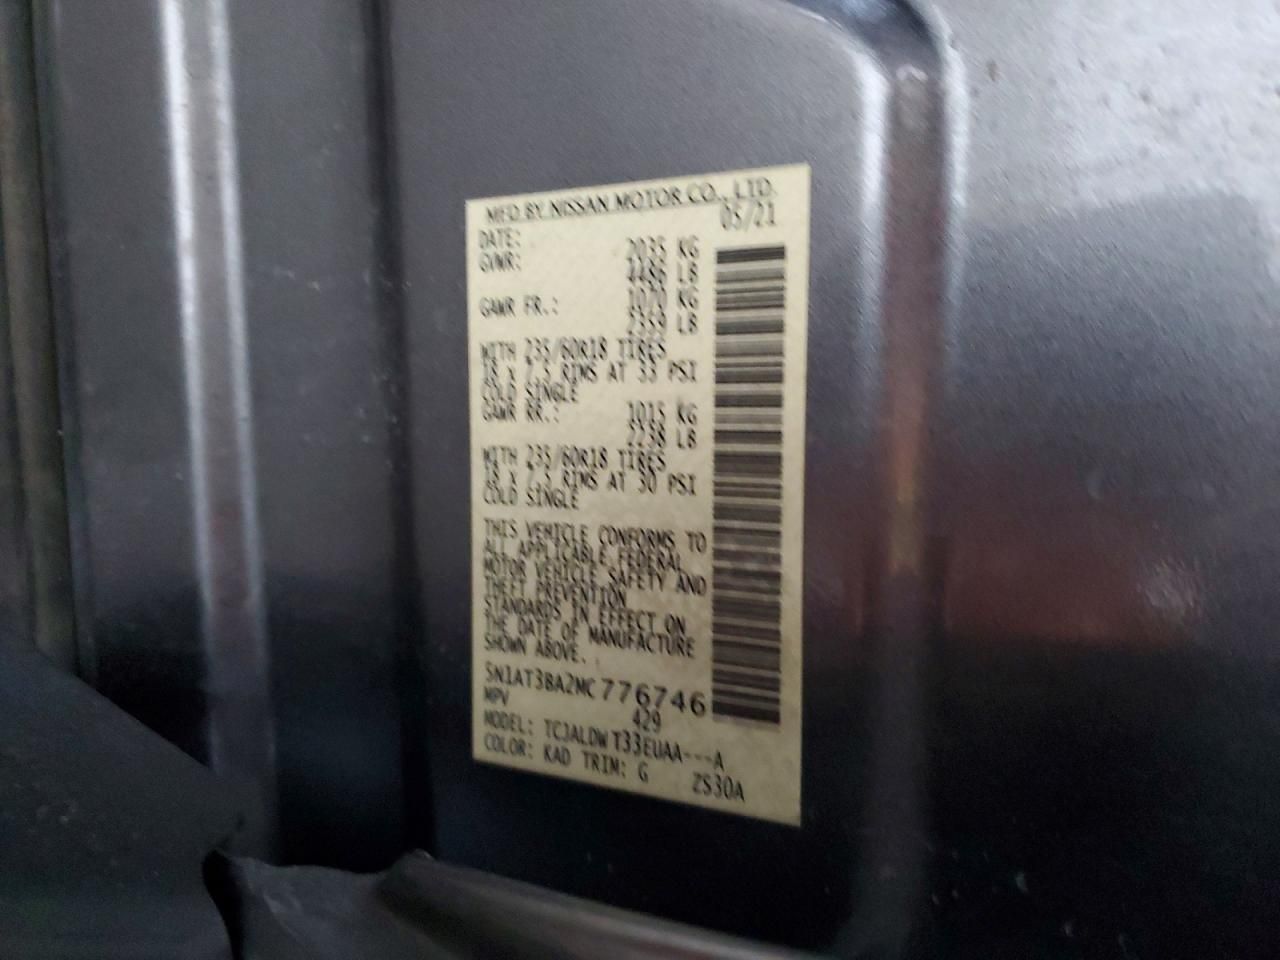 MFD BY NISSAN MOTOR CO., LTD.
DATE: 05/21
GVWR: 2035 KG
4486 LB
GAWR FR.: 1070 KG
2359 LB
WITH 235/60R18 TIRES
18 x 7.5 RIMS AT 33 PSI
COLD SINGLE
GAWR RR.: 1015 KG
2238 LB
WITH 235/60R18 TIRES
18 x 7.5 RIMS AT 30 PSI
COLD SINGLE
THIS VEHICLE CONFORMS TO
ALL APPLICABLE FEDERAL
MOTOR VEHICLE SAFETY AND
THEFT PREVENTION
STANDARDS IN EFFECT ON
THE DATE OF MANUFACTURE
SHOWN ABOVE.
5N1AT3BA2MC776746
MPV 429
MODEL: TCJALDW T33EUAA---A
COLOR: KAD TRIM: G ZS30A